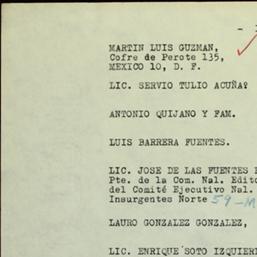 MARTIN LUIS GUZMAN,
Cofre de Perote 135,
MEXICO 10, D. F.
LIC. SERVIO TULIO ACUÑA?
ANTONIO QUIJANO Y FAM.
LUIS BARRERA FUENTES.
LIC. JOSE DE LAS FUENTES
Pte. de la Com. Nal. Edito
del Comité Ejecutivo Nal.
Insurgentes Norte 59-
LAURO GONZALEZ GONZALEZ,
LIC. ENRIQUE SOTO IZQUIER